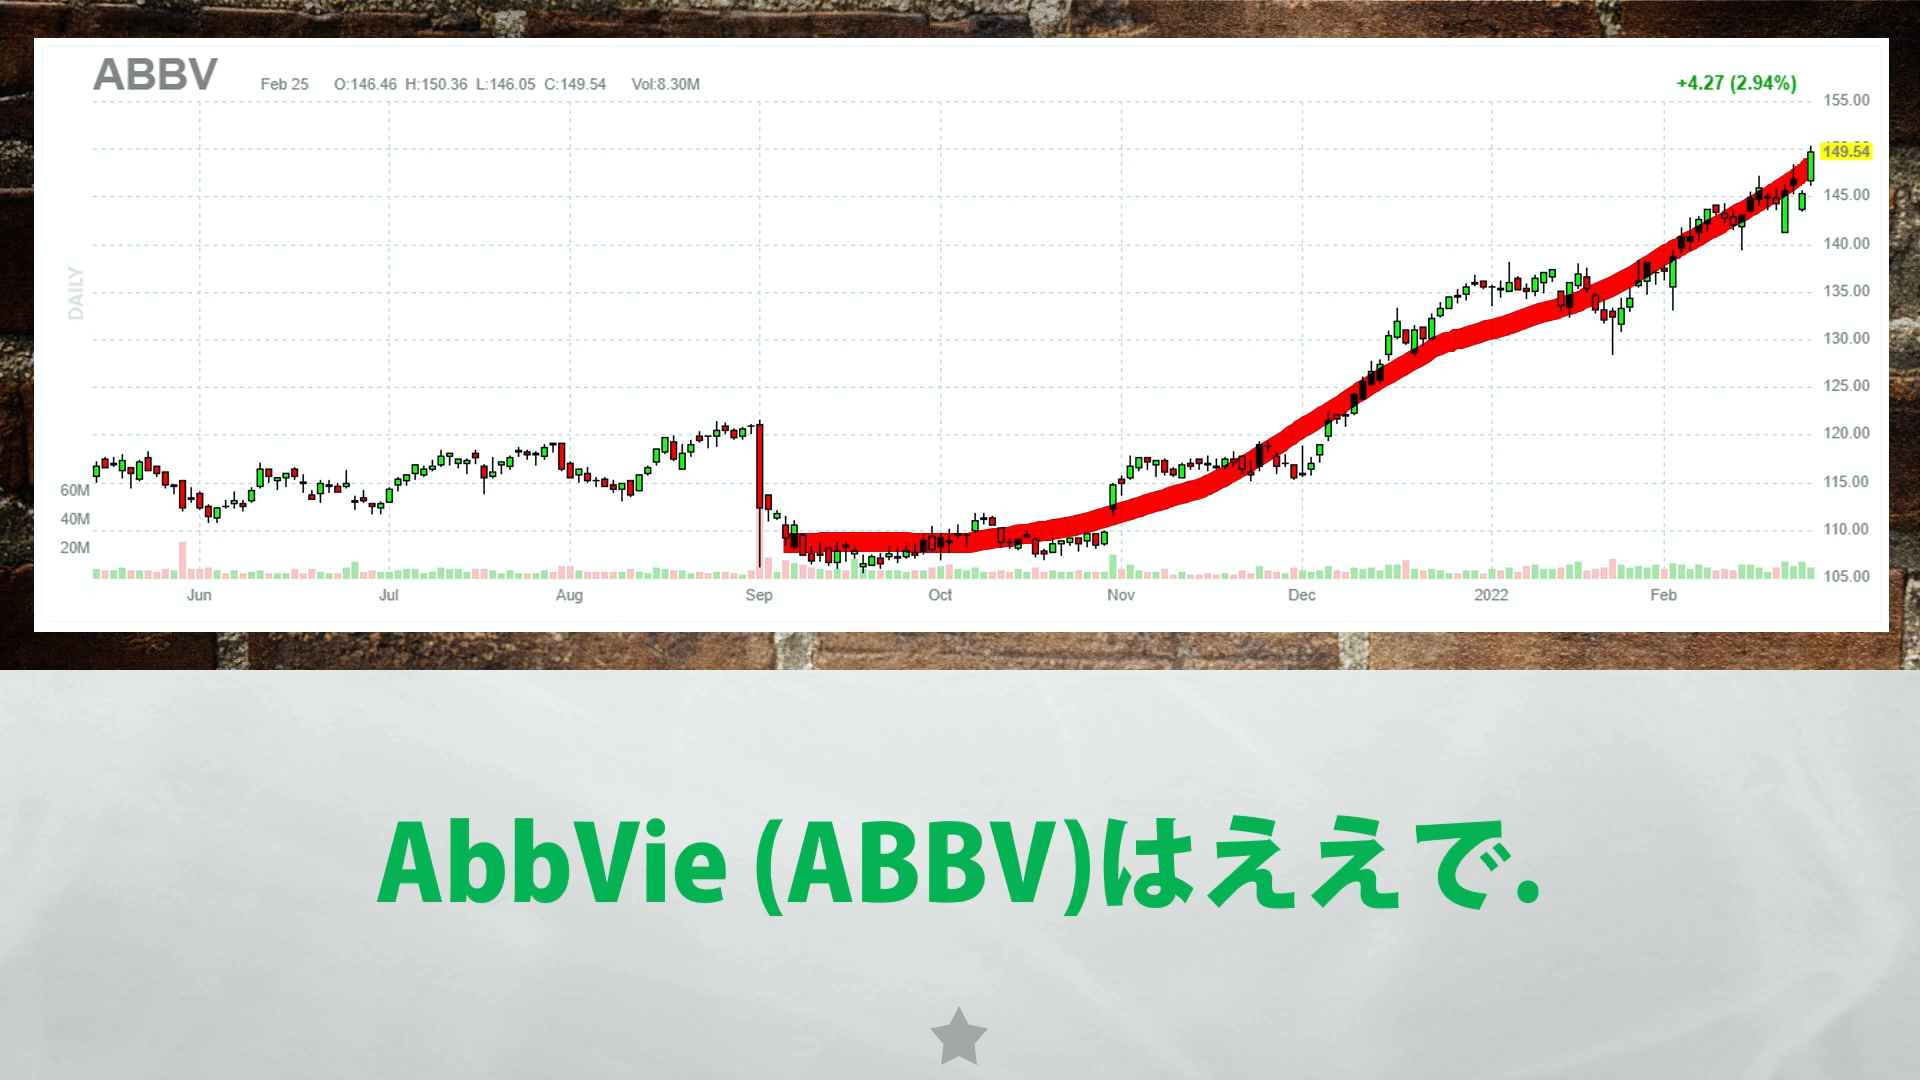 ABBV
Feb 25 O:146.46 H:150.36 L:146.05 C:149.54 Vol:8.30M
+4.27 (2.94%)
155.00
149.54
145.00
140.00
135.00
130.00
125.00
120.00
115.00
110.00
105.00
DAILY
60M
40M
20M
Jun Jul Aug Sep Oct Nov Dec 2022 Feb
AbbVie (ABBV)はええで.